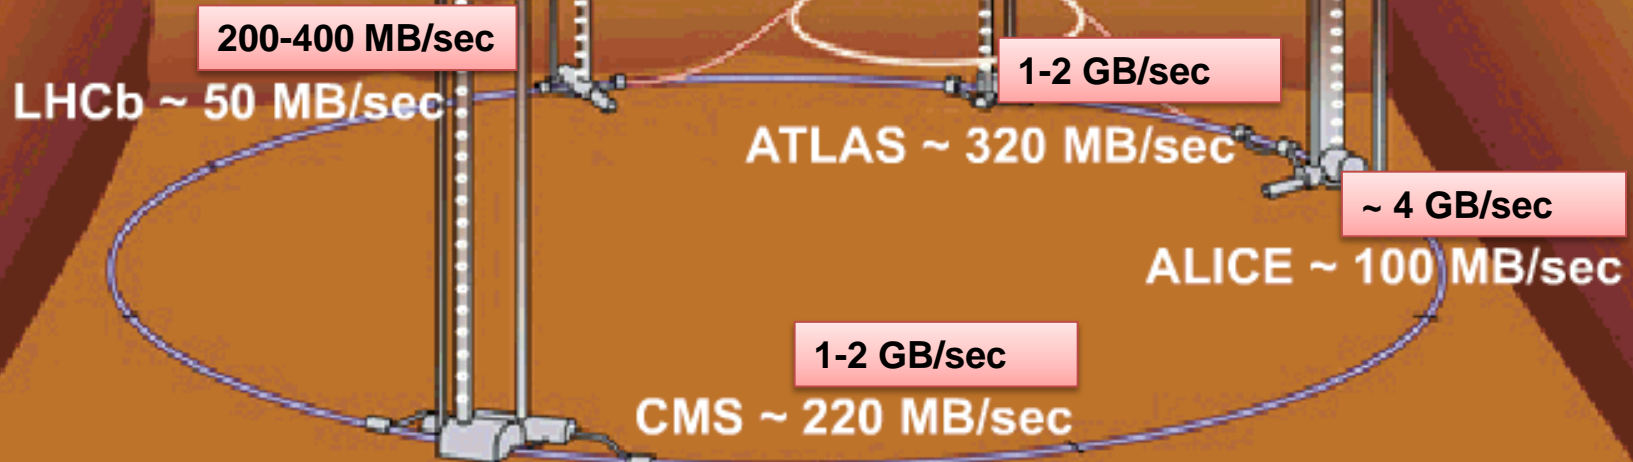 200-400 MB/sec
LHCb ~ 50 MB/sec
1-2 GB/sec
ATLAS ~ 320 MB/sec
~ 4 GB/sec
ALICE ~ 100 MB/sec
1-2 GB/sec
CMS ~ 220 MB/sec